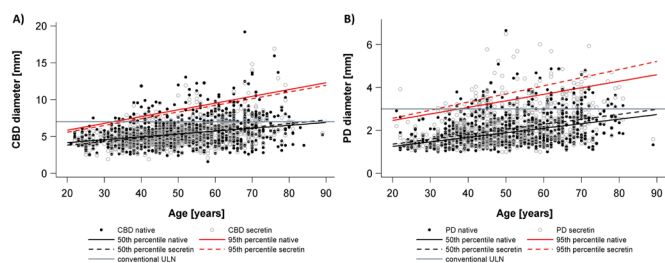 A)
CBD diameter [mm]
20
15
10
5
0
20 30 40 50 60 70 80 90
Age [years]
CBD native CBD secretin
50th percentile native 95th percentile native
50th percentile secretin 95th percentile secretin
conventional ULN
B)
PD diameter [mm]
6
4
2
0
20 30 40 50 60 70 80 90
Age [years]
PD native PD secretin
50th percentile native 95th percentile native
50th percentile secretin 95th percentile secretin
conventional ULN